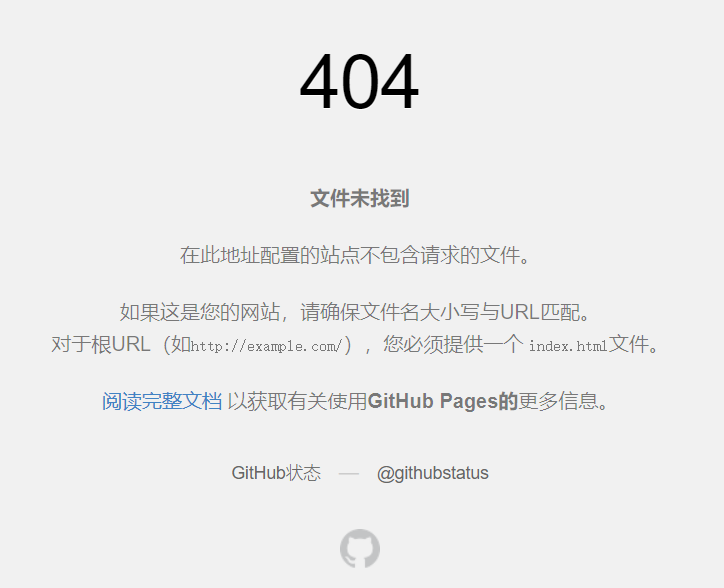 404
文件未找到
在此地址配置的站点不包含请求的文件。
如果这是您的网站，请确保文件名大小写与URL匹配。
对于根URL（如http://example.com/），您必须提供一个 index.html文件。
阅读完整文档 以获取有关使用GitHub Pages的更多信息。
GitHub状态 — @githubstatus